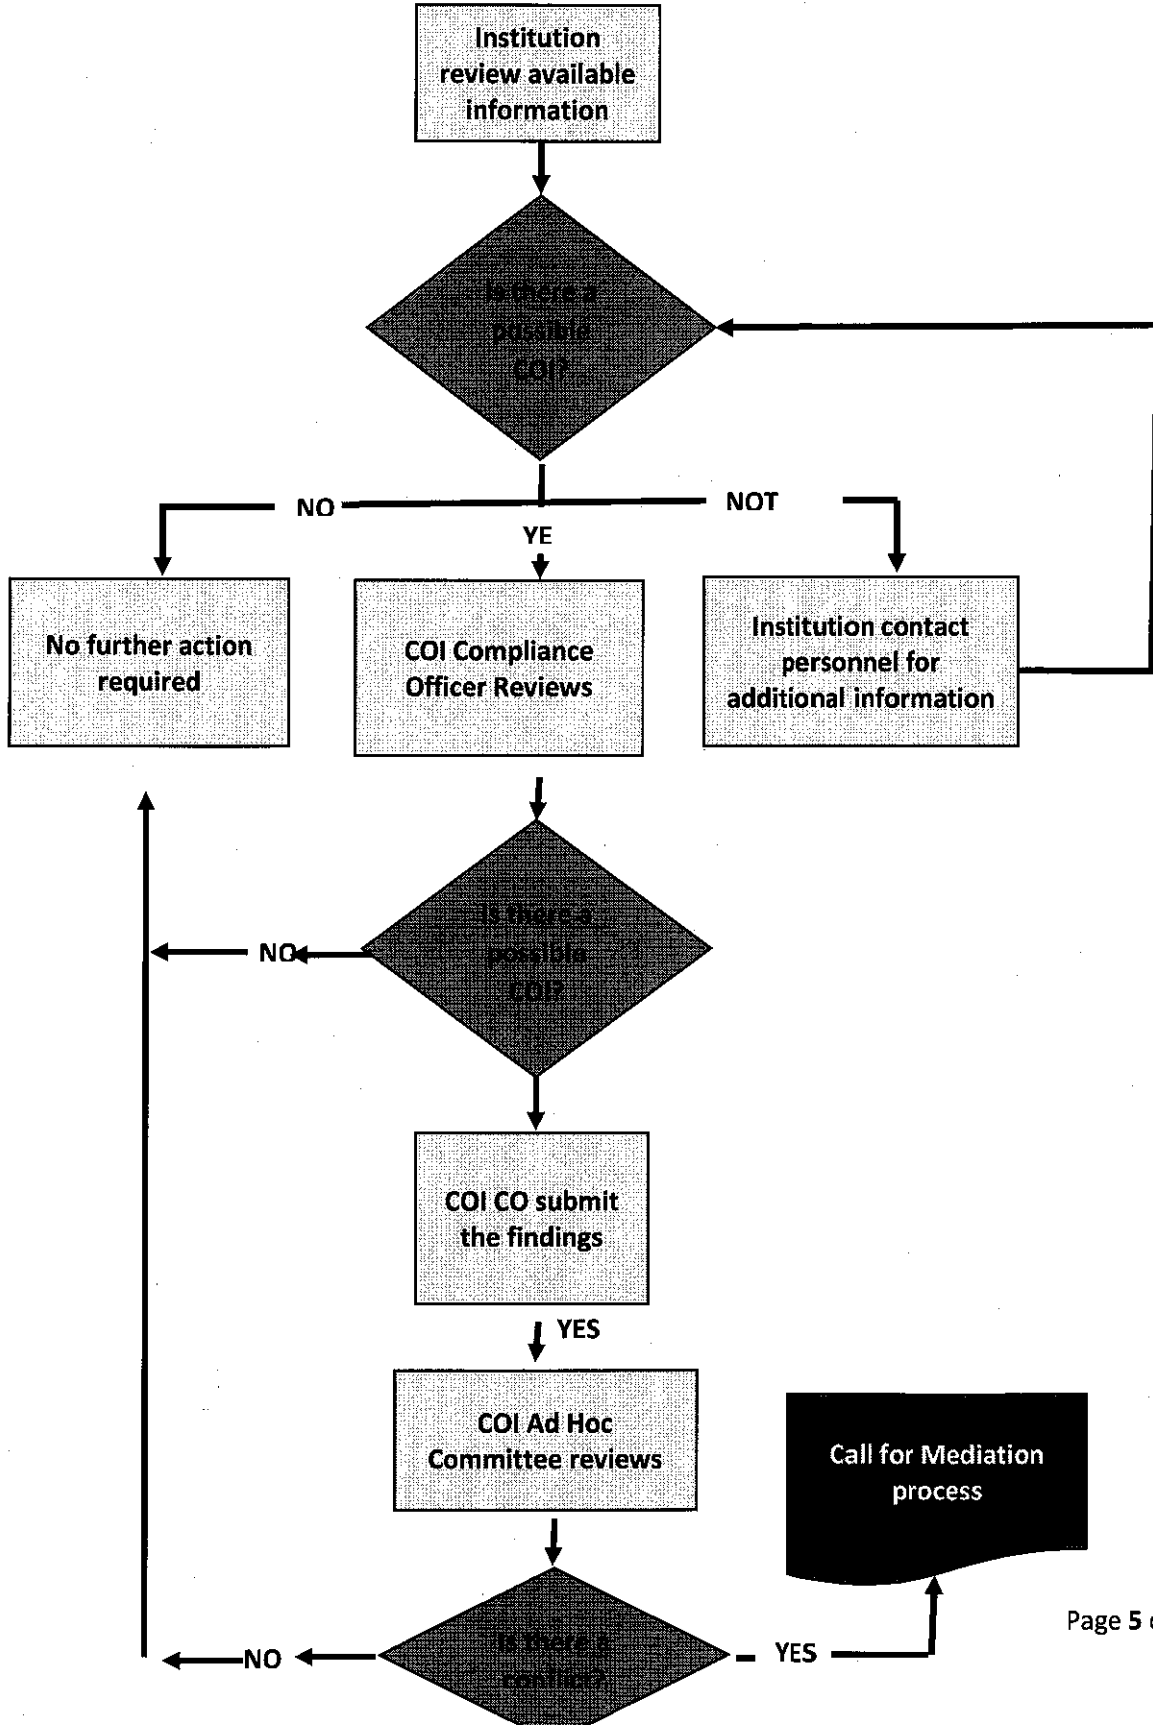 Institution
review available
information
Is there a
possible
COI?
NO
NOT
YE
No further action
required
COI Compliance
Officer Reviews
Institution contact
personnel for
additional information
Is there a
possible
COI?
NO
COI CO submit
the findings
YES
COI Ad Hoc
Committee reviews
Call for Mediation
process
Page 5
Is there a
conflict?
NO
YES